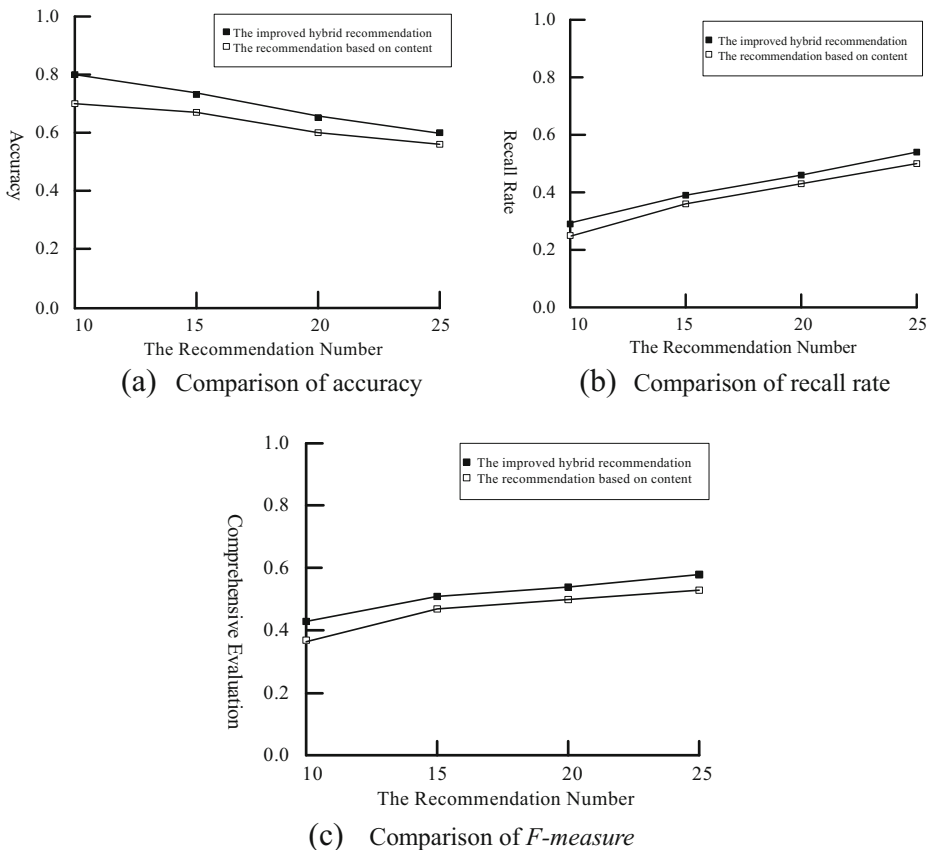 1.0
0.8
0.6
0.4
0.2
0.0
Accuracy
The improved hybrid recommendation
The recommendation based on content
10 15 20 25
The Recommendation Number
(a) Comparison of accuracy
1.0
0.8
0.6
0.4
0.2
0.0
Recall Rate
The improved hybrid recommendation
The recommendation based on content
10 15 20 25
The Recommendation Number
(b) Comparison of recall rate
1.0
0.8
0.6
0.4
0.2
0.0
Comprehensive Evaluation
The improved hybrid recommendation
The recommendation based on content
10 15 20 25
The Recommendation Number
(c) Comparison of F-measure